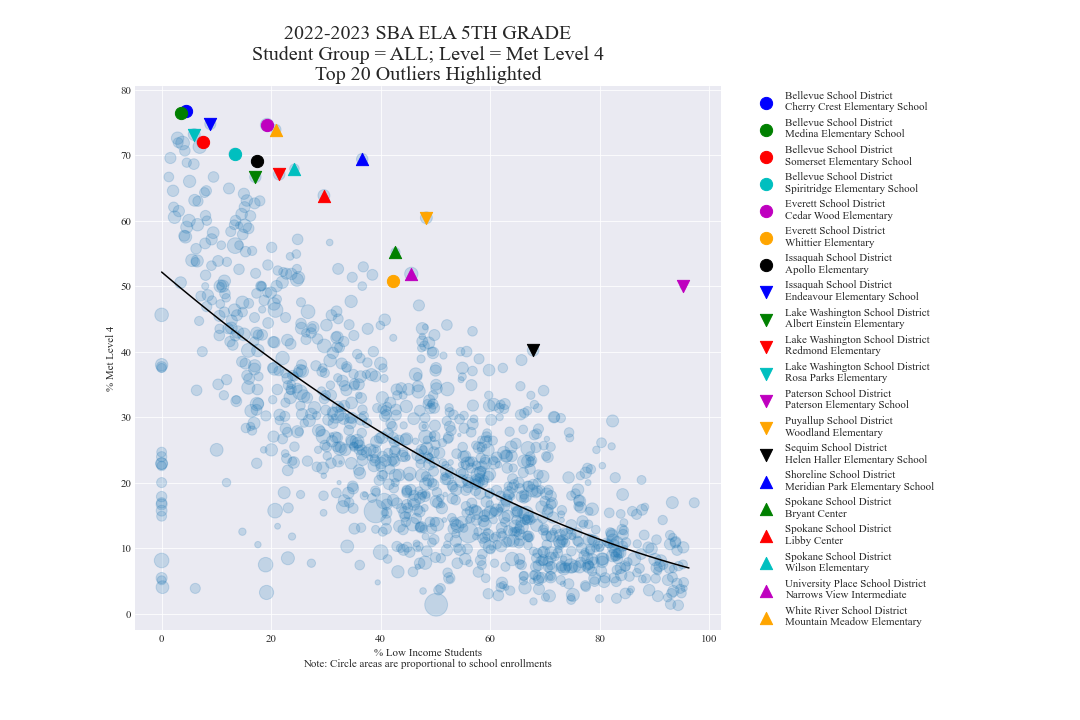 2022-2023 SBA ELA 5TH GRADE
Student Group = ALL; Level = Met Level 4
Top 20 Outliers Highlighted
80
70
60
50
40
30
20
10
0
% Met Level 4
0
20
40
60
80
100
% Low Income Students
Note: Circle areas are proportional to school enrollments
Bellevue School District
Cherry Crest Elementary School
Bellevue School District
Medina Elementary School
Bellevue School District
Somerset Elementary School
Bellevue School District
Spiritridge Elementary School
Everett School District
Cedar Wood Elementary
Everett School District
Whittier Elementary
Issaquah School District
Apollo Elementary
Issaquah School District
Endeavour Elementary School
Lake Washington School District
Albert Einstein Elementary
Lake Washington School District
Redmond Elementary
Lake Washington School District
Rosa Parks Elementary
Paterson School District
Paterson Elementary School
Puyallup School District
Woodland Elementary
Sequim School District
Helen Haller Elementary School
Shoreline School District
Meridian Park Elementary School
Spokane School District
Bryant Center
Spokane School District
Libby Center
Spokane School District
Wilson Elementary
University Place School District
Narrows View Intermediate
White River School District
Mountain Meadow Elementary